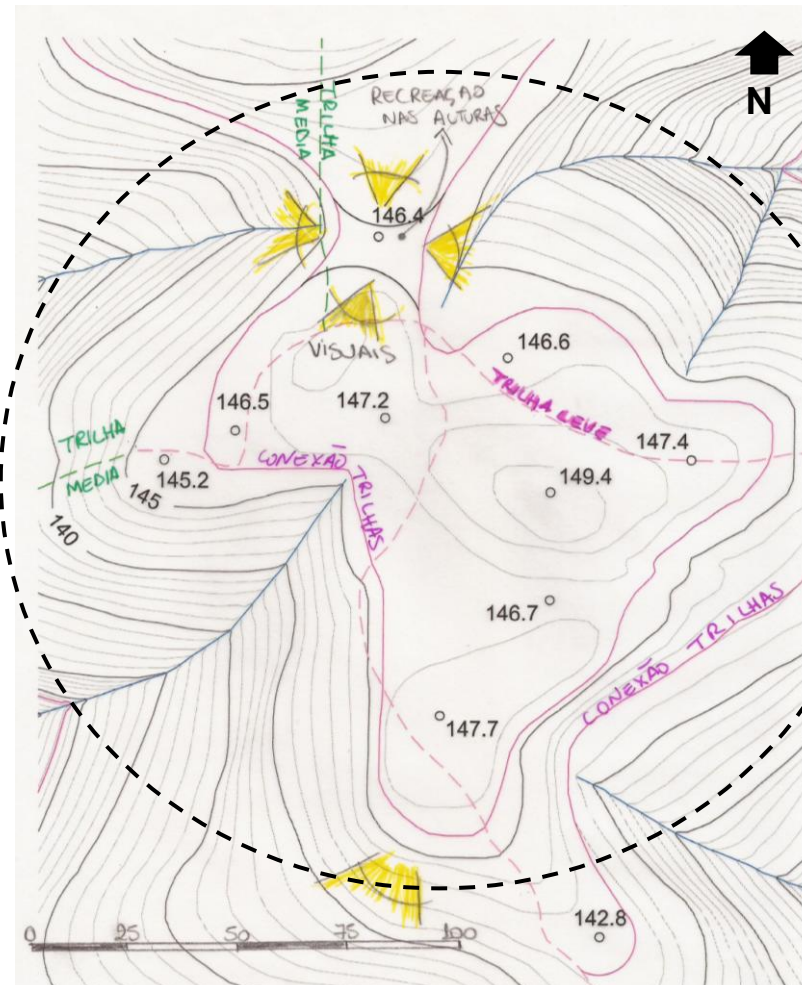 N
RECREAÇAO
NAS AUTURAS
TRILHA
MEDIA
146.4
VISUAIS
146.6
TRILHA LEVE
146.5
147.2
147.4
TRILHA
MEDIA
145.2
CONEXÃO TRILHAS
149.4
145
140
146.7
CONEXÃO TRILHAS
147.7
142.8
0 25 50 75 100